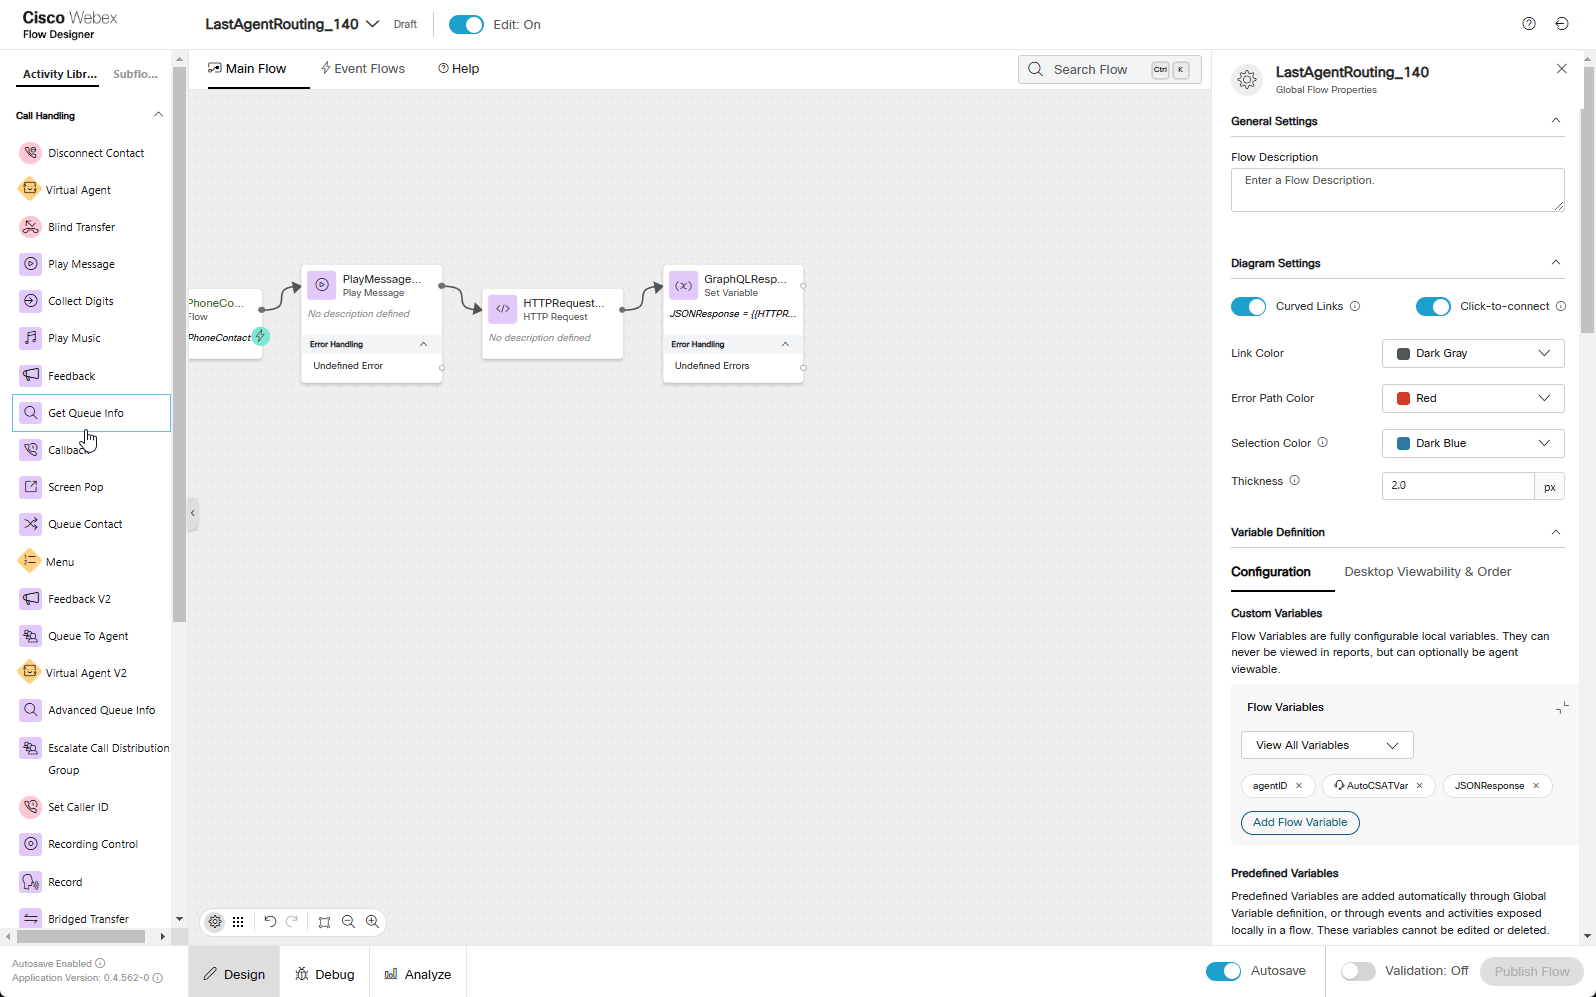 Cisco Webex
Flow Designer
LastAgentRouting_140
Draft
Edit: On
Activity Libr...
Subflo...
Call Handling
Disconnect Contact
Virtual Agent
Blind Transfer
Play Message
Collect Digits
Play Music
Feedback
Get Queue Info
Callback
Screen Pop
Queue Contact
Menu
Feedback V2
Queue To Agent
Virtual Agent V2
Advanced Queue Info
Escalate Call Distribution
Group
Set Caller ID
Recording Control
Record
Bridged Transfer
Autosave Enabled
Application Version: 0.4.562-0
Main Flow
Event Flows
Help
Search Flow
Ctrl
K
PhoneCo...
Flow
PhoneContact
PlayMessage...
Play Message
No description defined
Error Handling
Undefined Error
HTTPRequest...
HTTP Request
No description defined
GraphQLResp...
Set Variable
JSONResponse = {{HTTPR...
Error Handling
Undefined Errors
Design
Debug
Analyze
LastAgentRouting_140
Global Flow Properties
General Settings
Flow Description
Enter a Flow Description.
Diagram Settings
Curved Links
Click-to-connect
Link Color
Dark Gray
Error Path Color
Red
Selection Color
Dark Blue
Thickness
2.0
px
Variable Definition
Configuration
Desktop Viewability & Order
Custom Variables
Flow Variables are fully configurable local variables. They can
never be viewed in reports, but can optionally be agent
viewable.
Flow Variables
View All Variables
agentID ×
AutoCSATVar ×
JSONResponse ×
Add Flow Variable
Predefined Variables
Predefined Variables are added automatically through Global
Variable definition, or through events and activities exposed
locally in a flow. These variables cannot be edited or deleted.
Autosave
Validation: Off
Publish Flow